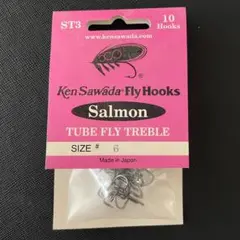 ST3
10
Hooks
www.kensawada.com
Ken Sawada® Fly Hooks
Salmon
TUBE FLY TREBLE
SIZE # 6
Made in Japan